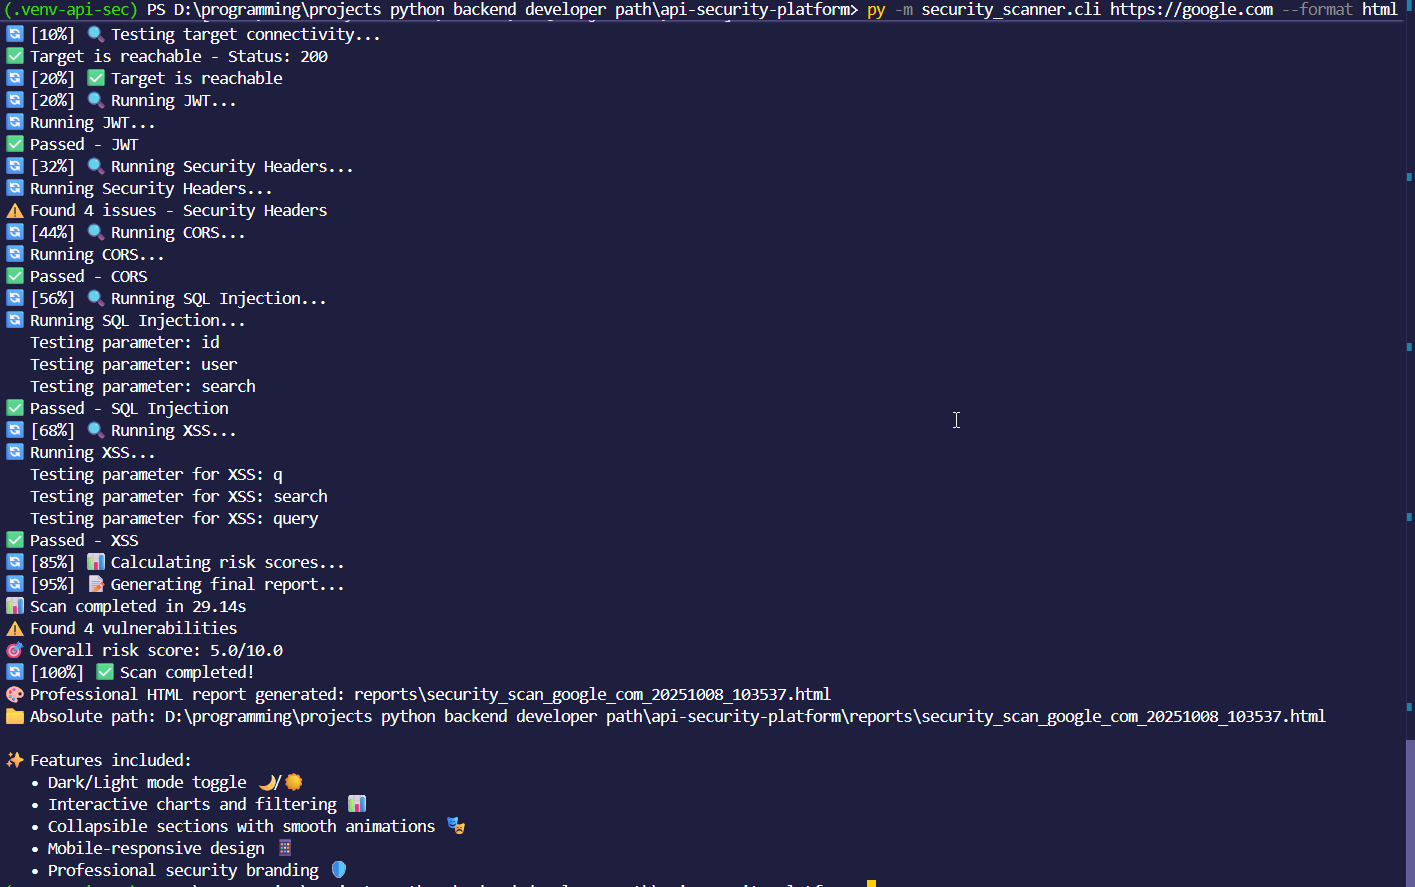 (.venv-api-sec) PS D:\programming\projects python backend developer path\api-security-platform> py -m security_scanner.cli https://google.com --format html
🔄 [10%] 🔍 Testing target connectivity...
✅ Target is reachable - Status: 200
🔄 [20%] ✅ Target is reachable
🔄 [20%] 🔍 Running JWT...
🔄 Running JWT...
✅ Passed - JWT
🔄 [32%] 🔍 Running Security Headers...
🔄 Running Security Headers...
⚠️ Found 4 issues - Security Headers
🔄 [44%] 🔍 Running CORS...
🔄 Running CORS...
✅ Passed - CORS
🔄 [56%] 🔍 Running SQL Injection...
🔄 Running SQL Injection...
Testing parameter: id
Testing parameter: user
Testing parameter: search
✅ Passed - SQL Injection
🔄 [68%] 🔍 Running XSS...
🔄 Running XSS...
Testing parameter for XSS: q
Testing parameter for XSS: search
Testing parameter for XSS: query
✅ Passed - XSS
🔄 [85%] 📊 Calculating risk scores...
🔄 [95%] 📝 Generating final report...
📊 Scan completed in 29.14s
⚠️ Found 4 vulnerabilities
🎯 Overall risk score: 5.0/10.0
🔄 [100%] ✅ Scan completed!
🎨 Professional HTML report generated: reports\security_scan_google_com_20251008_103537.html
📁 Absolute path: D:\programming\projects python backend developer path\api-security-platform\reports\security_scan_google_com_20251008_103537.html
✨ Features included:
• Dark/Light mode toggle 🌙/☀️
• Interactive charts and filtering 📊
• Collapsible sections with smooth animations 🎭
• Mobile-responsive design 📱
• Professional security branding 🛡️